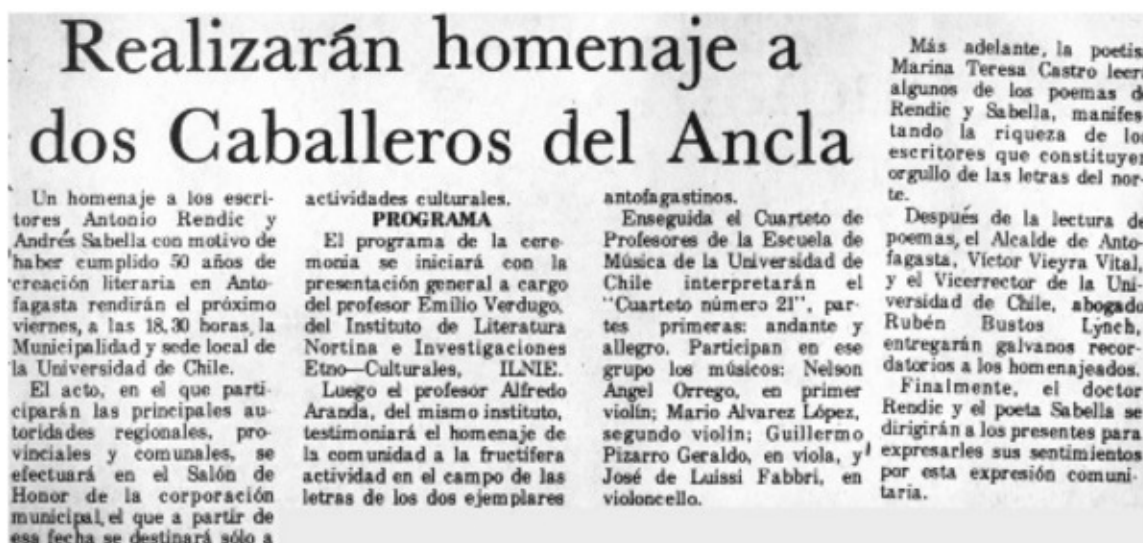 Realizarán homenaje a
dos Caballeros del Ancla
Un homenaje a los escri-
tores Antonio Rendic y
Andrés Sabella con motivo de
haber cumplido 50 años de
creación literaria en Anto-
fagasta rendirán el próximo
viernes, a las 18.30 horas, la
Municipalidad y sede local de
la Universidad de Chile.
El acto, en el que parti-
ciparán las principales au-
toridades regionales, pro-
vinciales y comunales, se
efectuará en el Salón de
Honor de la corporación
municipal, el que a partir de
esa fecha se destinará sólo a
actividades culturales.
PROGRAMA
El programa de la cere-
monia se iniciará con la
presentación general a cargo
del profesor Emilio Verdugo,
del Instituto de Literatura
Nortina e Investigaciones
Etno—Culturales, ILNIE.
Luego el profesor Alfredo
Aranda, del mismo instituto,
testimoniará el homenaje de
la comunidad a la fructífera
actividad en el campo de las
letras de los dos ejemplares
antofagastinos.
Enseguida el Cuarteto de
Profesores de la Escuela de
Música de la Universidad de
Chile interpretarán el
"Cuarteto número 21", par-
tes primeras: andante y
allegro. Participan en ese
grupo los músicos: Nelson
Angel Orrego, en primer
violín; Mario Alvarez López,
segundo violín; Guillermo
Pizarro Geraldo, en viola, y
José de Luissi Fabbri, en
violoncello.
Más adelante, la poetis
Marina Teresa Castro leer
algunos de los poemas d
Rendic y Sabella, manifes
tando la riqueza de lo
escritores que constituye
orgullo de las letras del nor-
te.
Después de la lectura d
poemas, el Alcalde de Anto-
fagasta, Víctor Vieyra Vital,
y el Vicerrector de la Uni-
versidad de Chile, abogad
Rubén Bustos Lynch,
entregarán galvanos recor-
datorios a los homenajeados.
Finalmente, el doctor
Rendic y el poeta Sabella se
dirigirán a los presentes para
expresarles sus sentimientos
por esta expresión comuni-
taria.